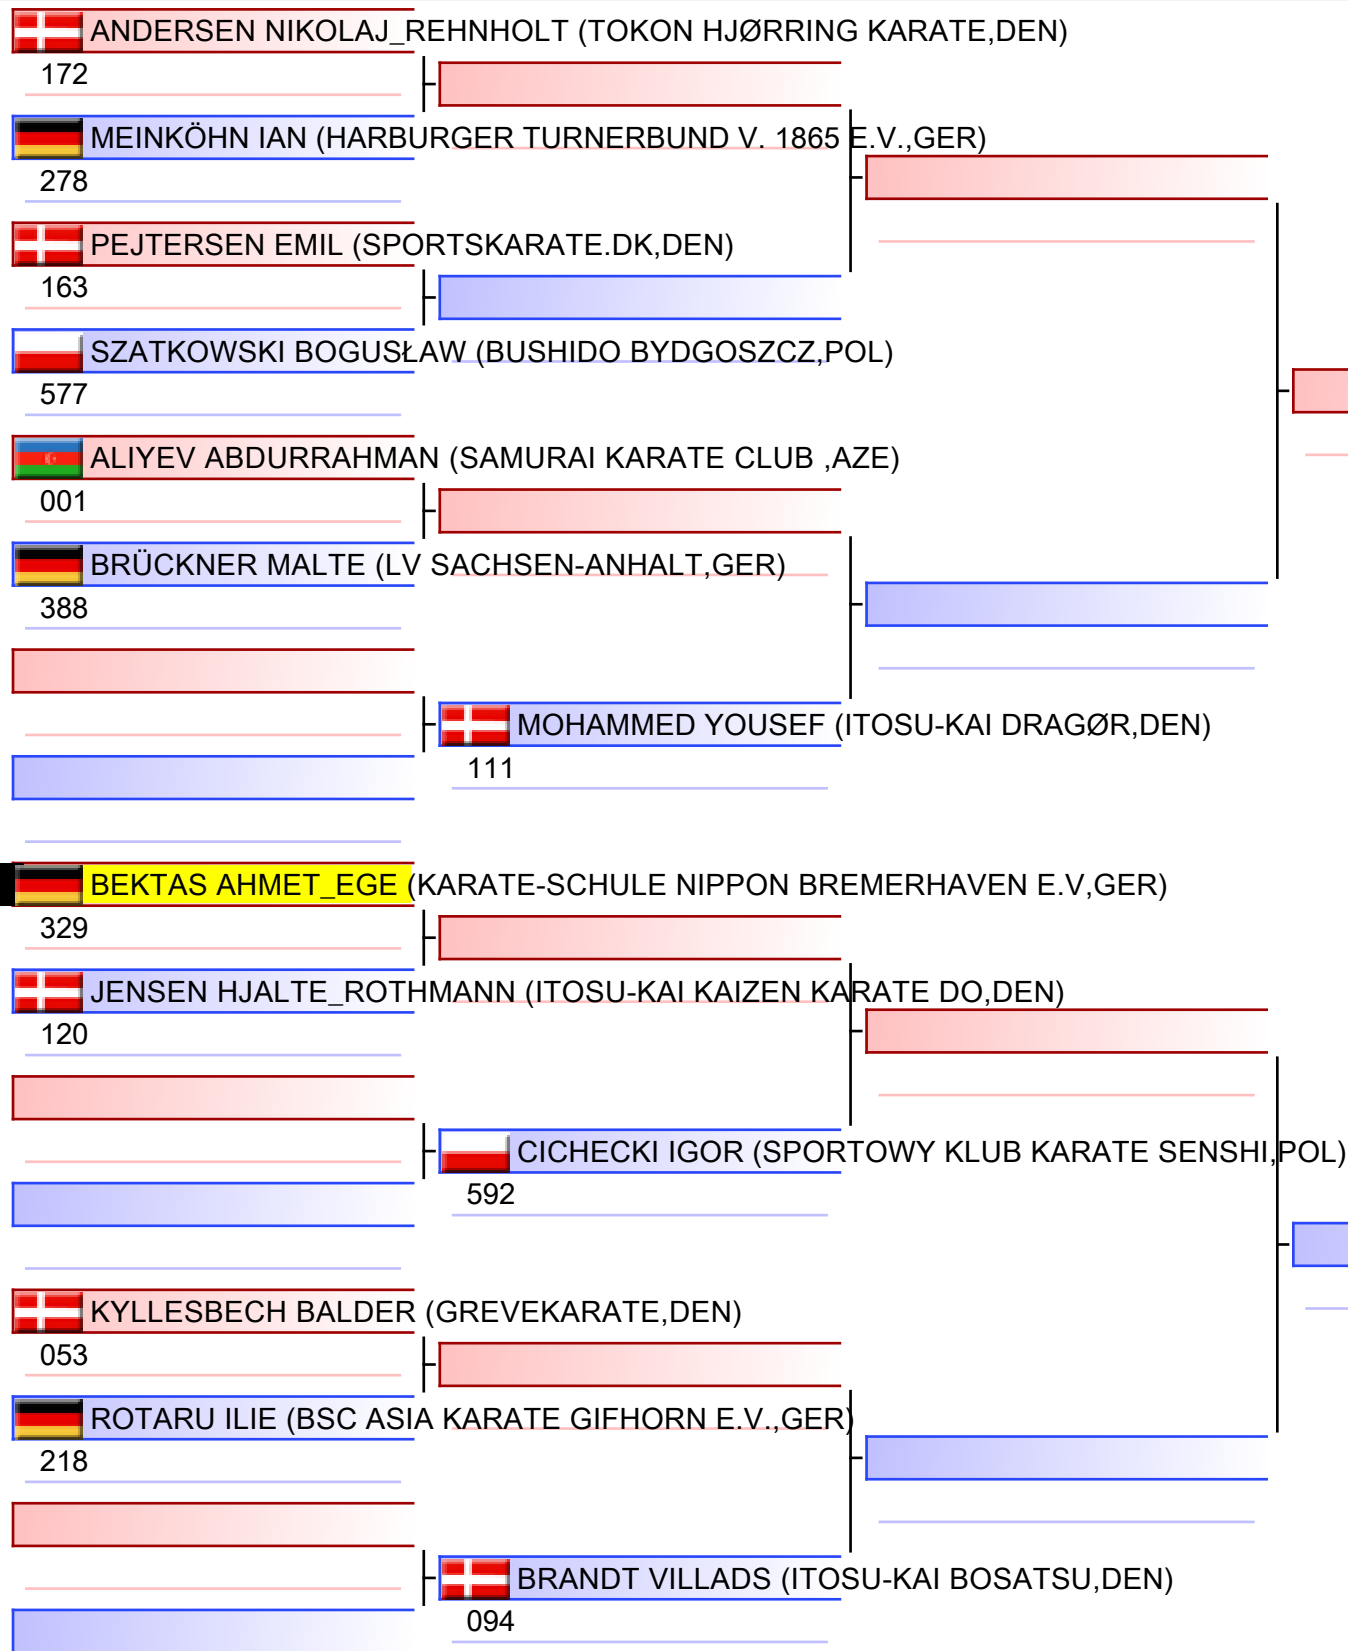 ANDERSEN NIKOLAJ_REHNHOLT (TOKON HJØRRING KARATE,DEN)
172
MEINKÖHN IAN (HARBURGER TURNERBUND V. 1865 E.V.,GER)
278
PEJTERSEN EMIL (SPORTSKARATE.DK,DEN)
163
SZATKOWSKI BOGUSŁAW (BUSHIDO BYDGOSZCZ,POL)
577
ALIYEV ABDURRAHMAN (SAMURAI KARATE CLUB ,AZE)
001
BRÜCKNER MALTE (LV SACHSEN-ANHALT,GER)
388
MOHAMMED YOUSEF (ITOSU-KAI DRAGØR,DEN)
111
BEKTAS AHMET_EGE (KARATE-SCHULE NIPPON BREMERHAVEN E.V,GER)
329
JENSEN HJALTE_ROTHMANN (ITOSU-KAI KAIZEN KARATE DO,DEN)
120
CICHECKI IGOR (SPORTOWY KLUB KARATE SENSHI,POL)
592
KYLLESBECH BALDER (GREVEKARATE,DEN)
053
ROTARU ILIE (BSC ASIA KARATE GIFHORN E.V.,GER)
218
BRANDT VILLADS (ITOSU-KAI BOSATSU,DEN)
094